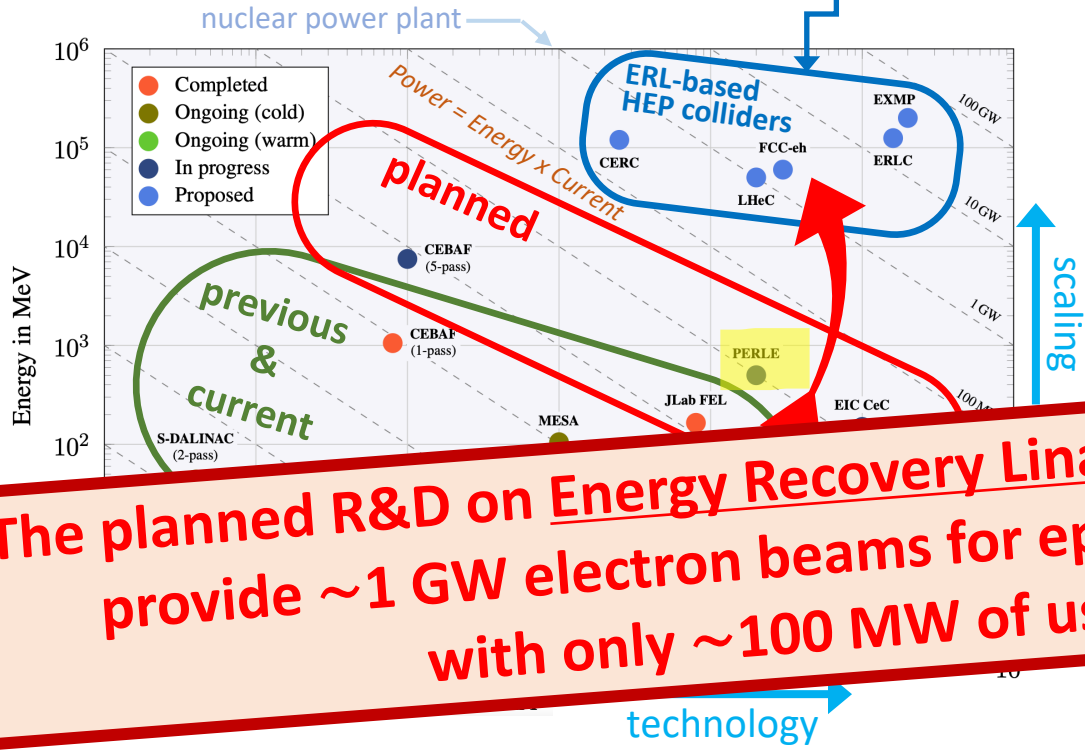 nuclear power plant
10^6
10^5
10^4
10^3
10^2
Energy in MeV
Completed
Ongoing (cold)
Ongoing (warm)
In progress
Proposed
Power = Energy x Current
ERL-based
HEP colliders
EXMP
CERC
FCC-eh
ERLC
LHeC
100 GW
10 GW
1 GW
planned
CEBAF
(5-pass)
previous
&
current
CEBAF
(1-pass)
PERLE
scaling
JLab FEL
EIC CeC
MESA
S-DALINAC
(2-pass)
The planned R&D on Energy Recovery
provide ~1 GW electron beams for
with only ~100 MW of
technology